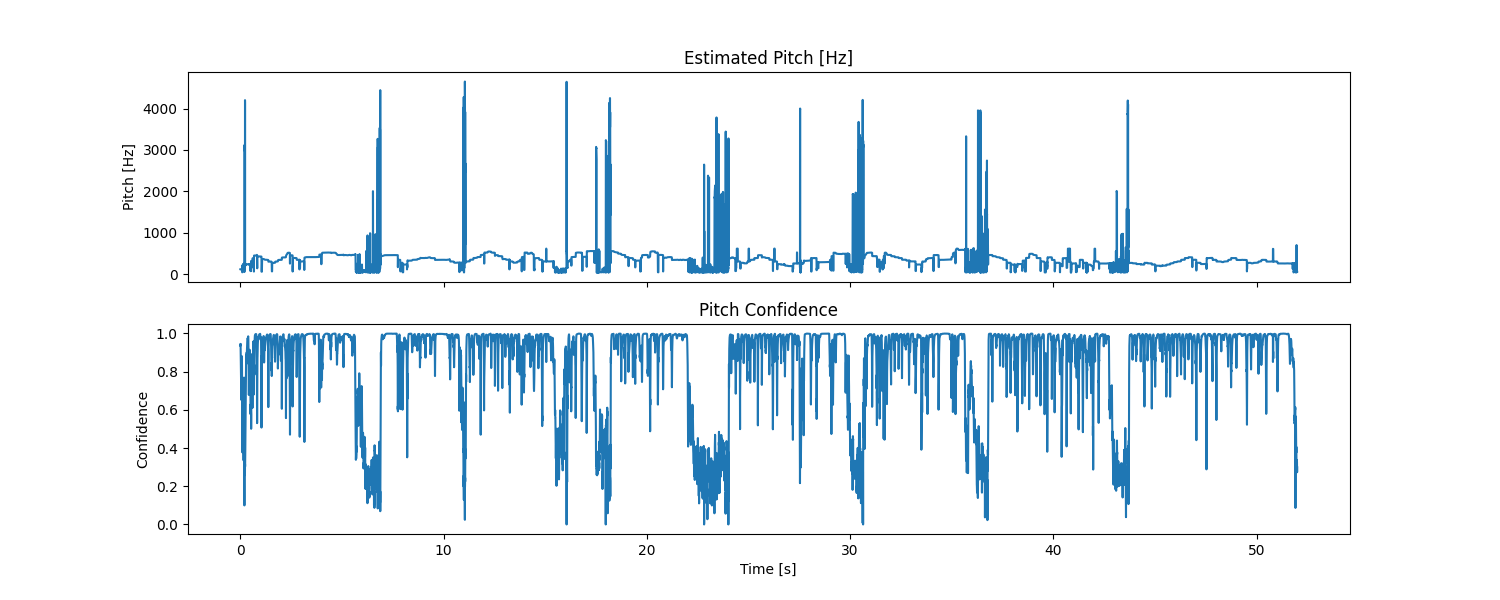 Estimated Pitch [Hz]
4000
3000
2000
1000
0
Pitch [Hz]
Pitch Confidence
1.0
0.8
0.6
0.4
0.2
0.0
Confidence
0 10 20 30 40 50
Time [s]